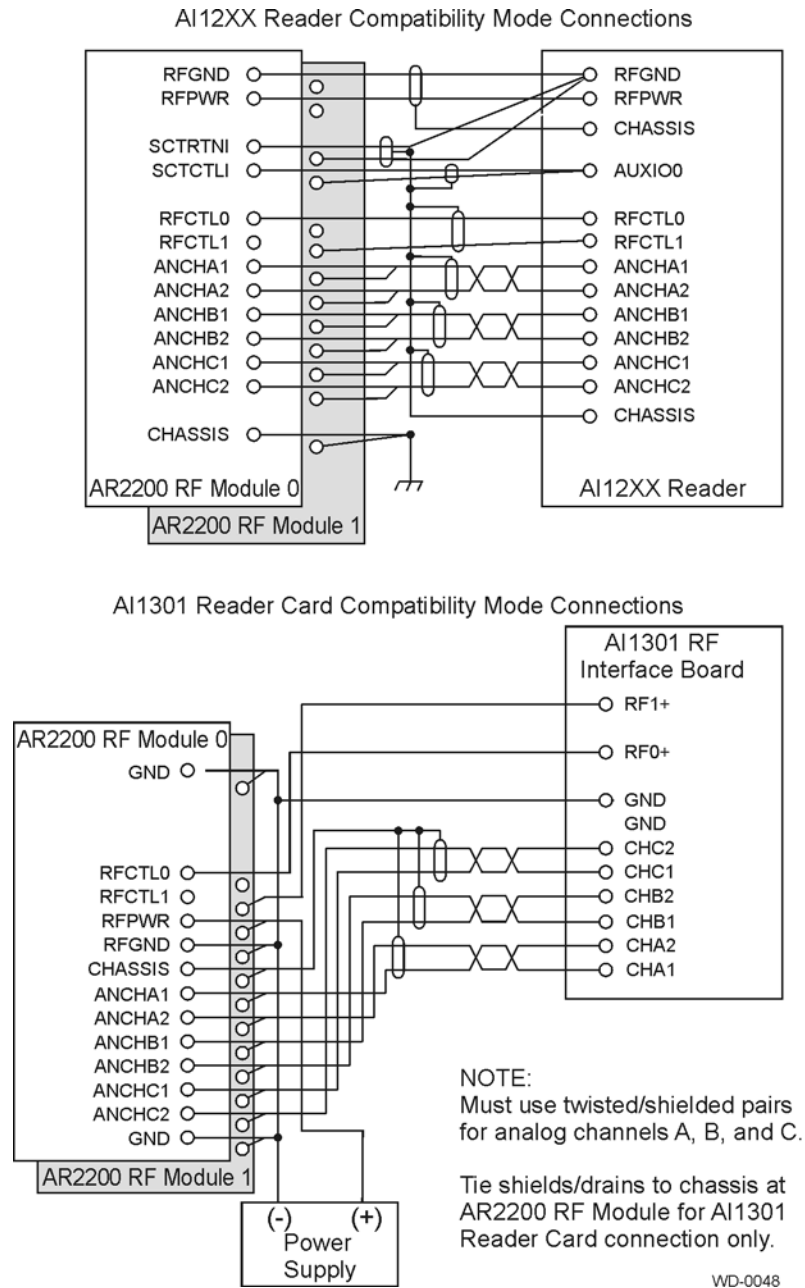 AI12XX Reader Compatibility Mode Connections
RFGND
RFPWR
SCTRTNI
SCTCTLI
RFCTL0
RFCTL1
ANCHA1
ANCHA2
ANCHB1
ANCHB2
ANCHC1
ANCHC2
CHASSIS
AR2200 RF Module 0
AR2200 RF Module 1
RFGND
RFPWR
CHASSIS
AUXIO0
RFCTL0
RFCTL1
ANCHA1
ANCHA2
ANCHB1
ANCHB2
ANCHC1
ANCHC2
CHASSIS
AI12XX Reader
AI1301 Reader Card Compatibility Mode Connections
AR2200 RF Module 0
GND
RFCTL0
RFCTL1
RFPWR
RFGND
CHASSIS
ANCHA1
ANCHA2
ANCHB1
ANCHB2
ANCHC1
ANCHC2
GND
AR2200 RF Module 1
AI1301 RF
Interface Board
RF1+
RF0+
GND
GND
CHC2
CHC1
CHB2
CHB1
CHA2
CHA1
(-) (+)
Power
Supply
NOTE:
Must use twisted/shielded pairs
for analog channels A, B, and C.
Tie shields/drains to chassis at
AR2200 RF Module for AI1301
Reader Card connection only.
WD-0048